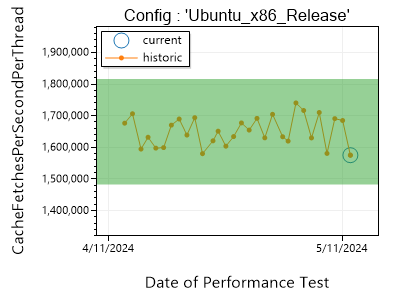 Config : 'Ubuntu_x86_Release'
current
historic
CacheFetchesPerSecondPerThread
1,900,000
1,800,000
1,700,000
1,600,000
1,500,000
1,400,000
4/11/2024
5/11/2024
Date of Performance Test